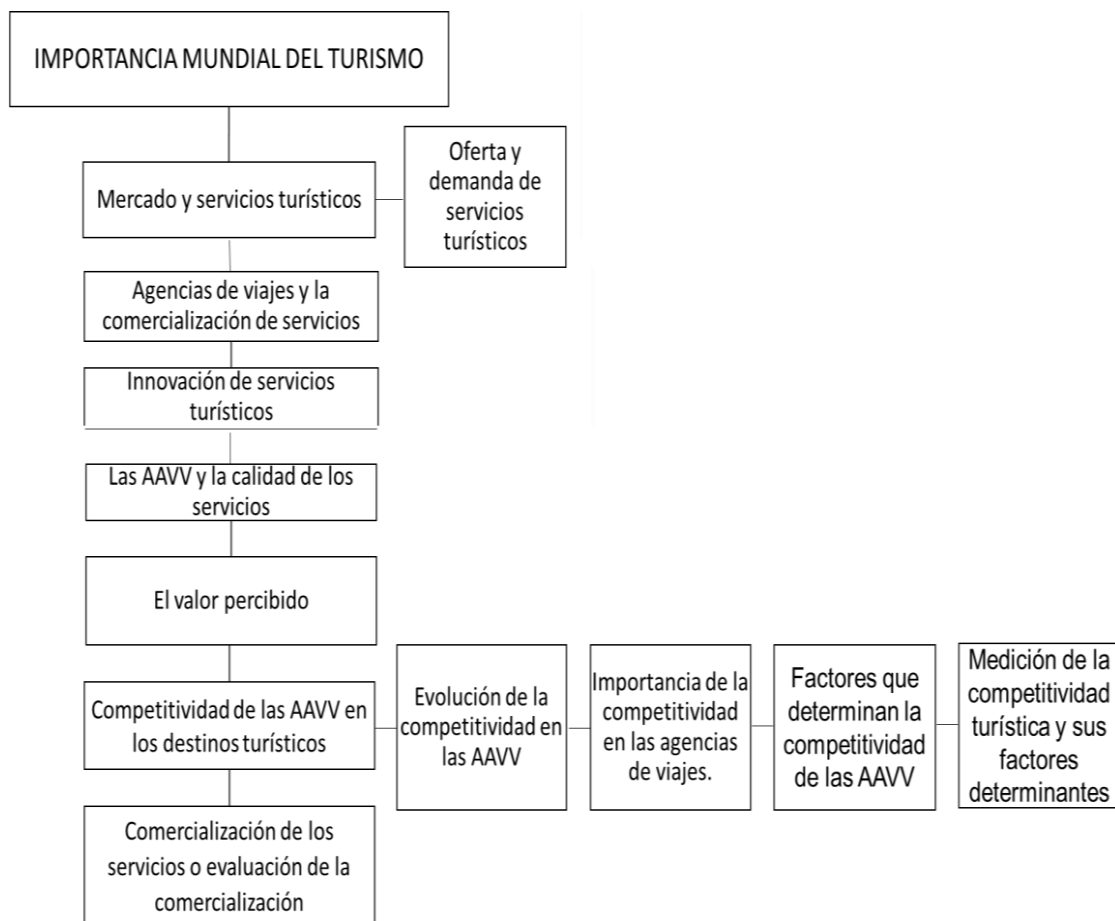 IMPORTANCIA MUNDIAL DEL TURISMO
Mercado y servicios turísticos
Oferta y
demanda de
servicios
turísticos
Agencias de viajes y la
comercialización de servicios
Innovación de servicios
turísticos
Las AAVV y la calidad de los
servicios
El valor percibido
Competitividad de las AAVV en
los destinos turísticos
Evolución de la
competitividad en
las AAVV
Importancia de la
competitividad
en las agencias
de viajes.
Factores que
determinan la
competitividad
de las AAVV
Medición de la
competitividad
turística y sus
factores
determinantes
Comercialización de los
servicios o evaluación de la
comercialización